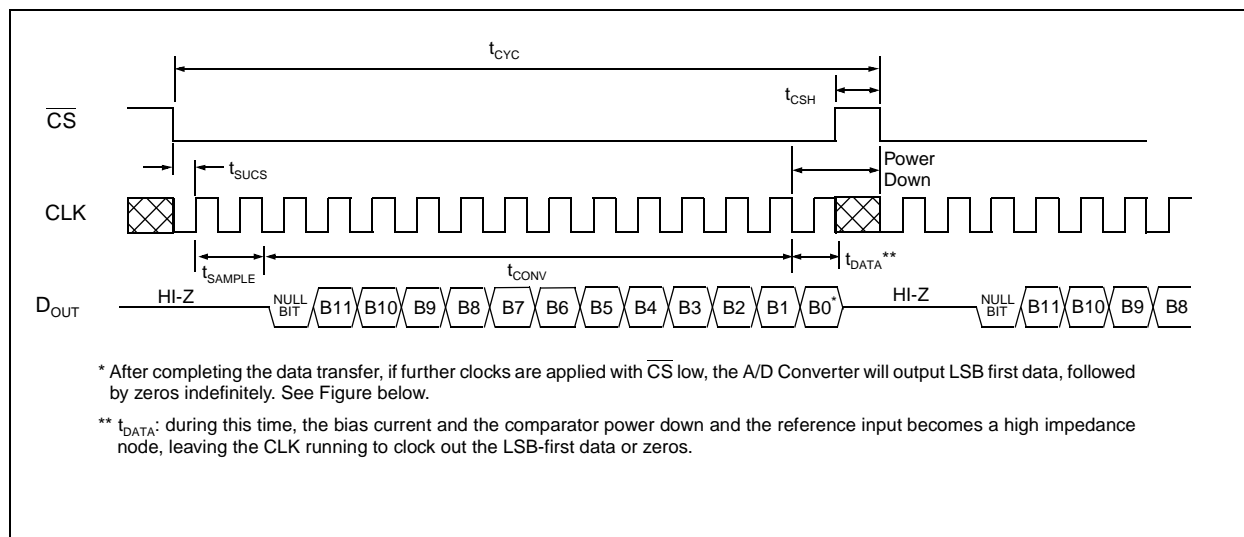 tCYC
tCSH
CS
Power
Down
tSUCS
CLK
tSAMPLE
tCONV
tDATA**
DOUT
HI-Z
NULL
BIT
B11 B10 B9 B8 B7 B6 B5 B4 B3 B2 B1 B0*
HI-Z
NULL
BIT
B11 B10 B9 B8
* After completing the data transfer, if further clocks are applied with CS low, the A/D Converter will output LSB first data, followed
by zeros indefinitely. See Figure below.
** tDATA: during this time, the bias current and the comparator power down and the reference input becomes a high impedance
node, leaving the CLK running to clock out the LSB-first data or zeros.